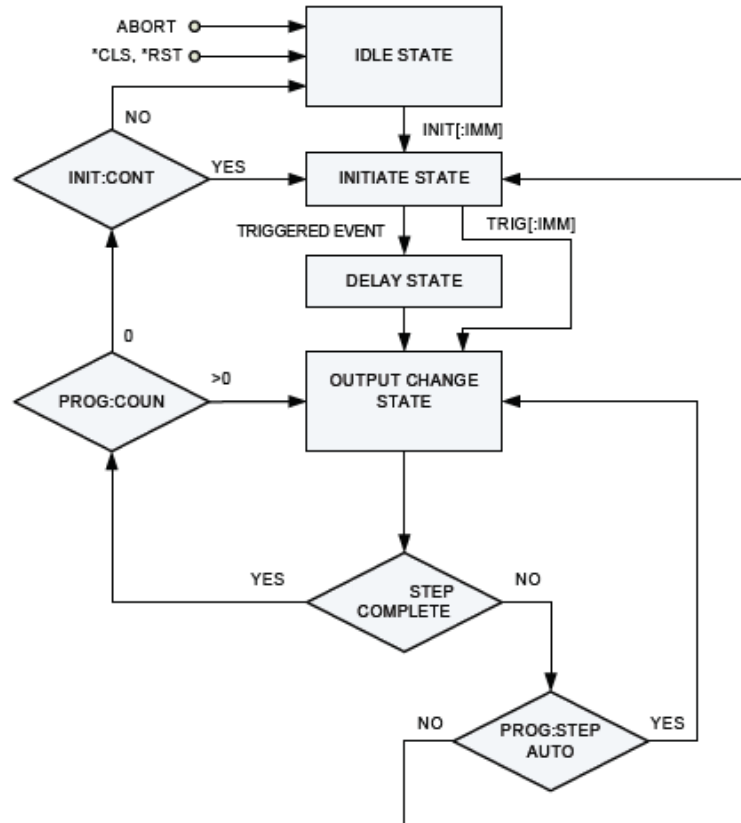 ABORT
*CLS, *RST
IDLE STATE
NO
INIT[:IMM]
INIT:CONT
YES
INITIATE STATE
TRIGGERED EVENT
TRIG[:IMM]
DELAY STATE
0
PROG:COUN
>0
OUTPUT CHANGE
STATE
YES
STEP
COMPLETE
NO
NO
PROG:STEP
AUTO
YES